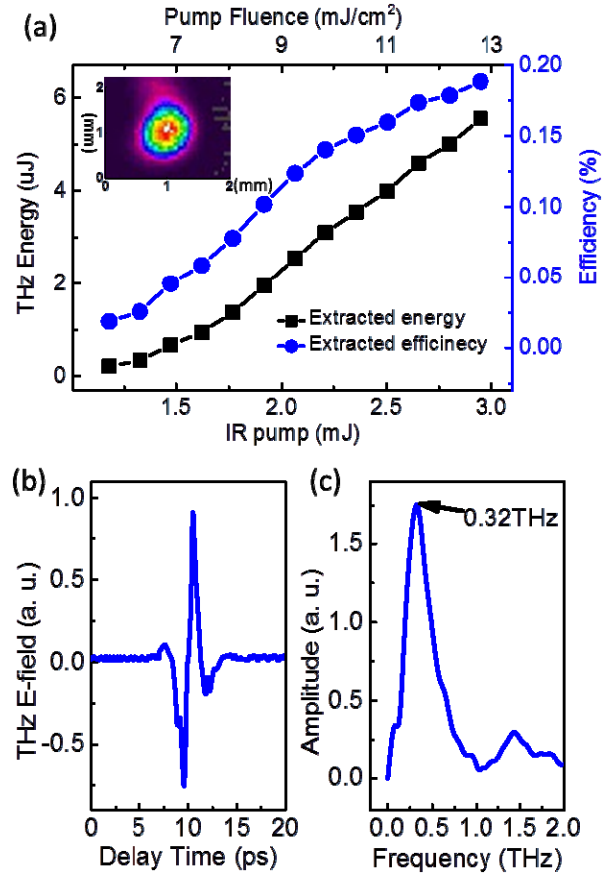 (a)
Pump Fluence (mJ/cm²)
7 9 11 13
THz Energy (uJ)
6
4
2
0
2
1
0
(mm)
0 1 2(mm)
Extracted energy
Extracted efficinecy
0.20
0.15
0.10
0.05
0.00
Efficiency (%)
1.5 2.0 2.5 3.0
IR pump (mJ)
(b)
THz E-field (a. u.)
1.0
0.5
0.0
-0.5
0 5 10 15 20
Delay Time (ps)
(c)
Amplitude (a. u.)
1.5
1.0
0.5
0.0
0.32THz
0.0 0.5 1.0 1.5 2.0
Frequency (THz)